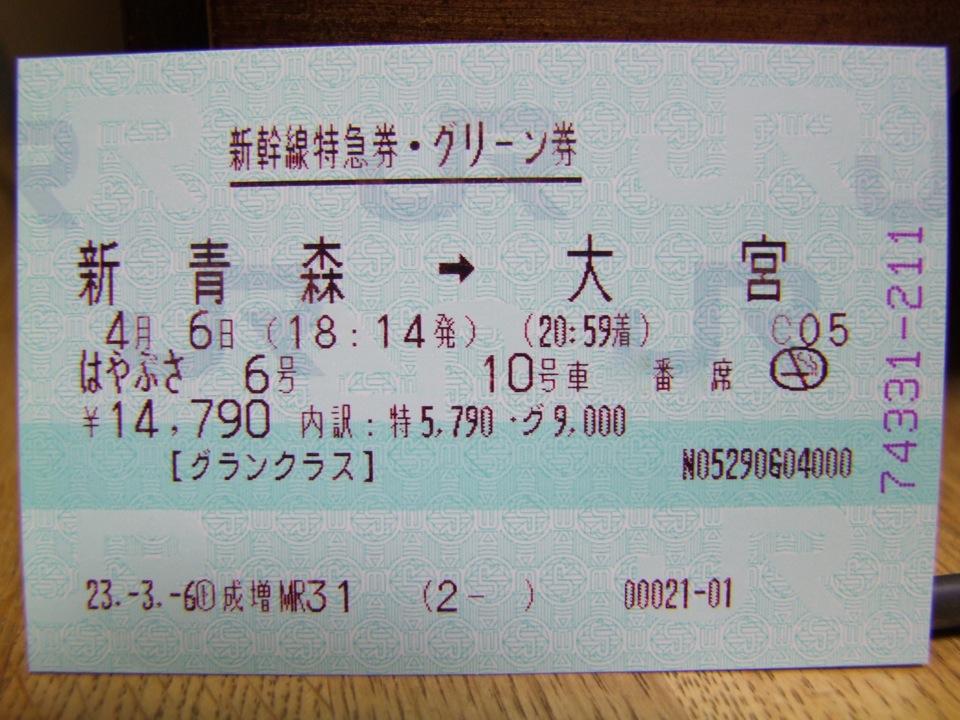 新幹線特急券・グリーン券
新青森 ➡ 大宮
4月 6日 (18:14発) (20:59着) C05
はやぶさ 6号 10号車 番 席
¥14,790 内訳:特5,790・グ9,000
[グランクラス]
N05290G04000
23.-3.-6 成増MR31 (2- ) 00021-01
74331-211